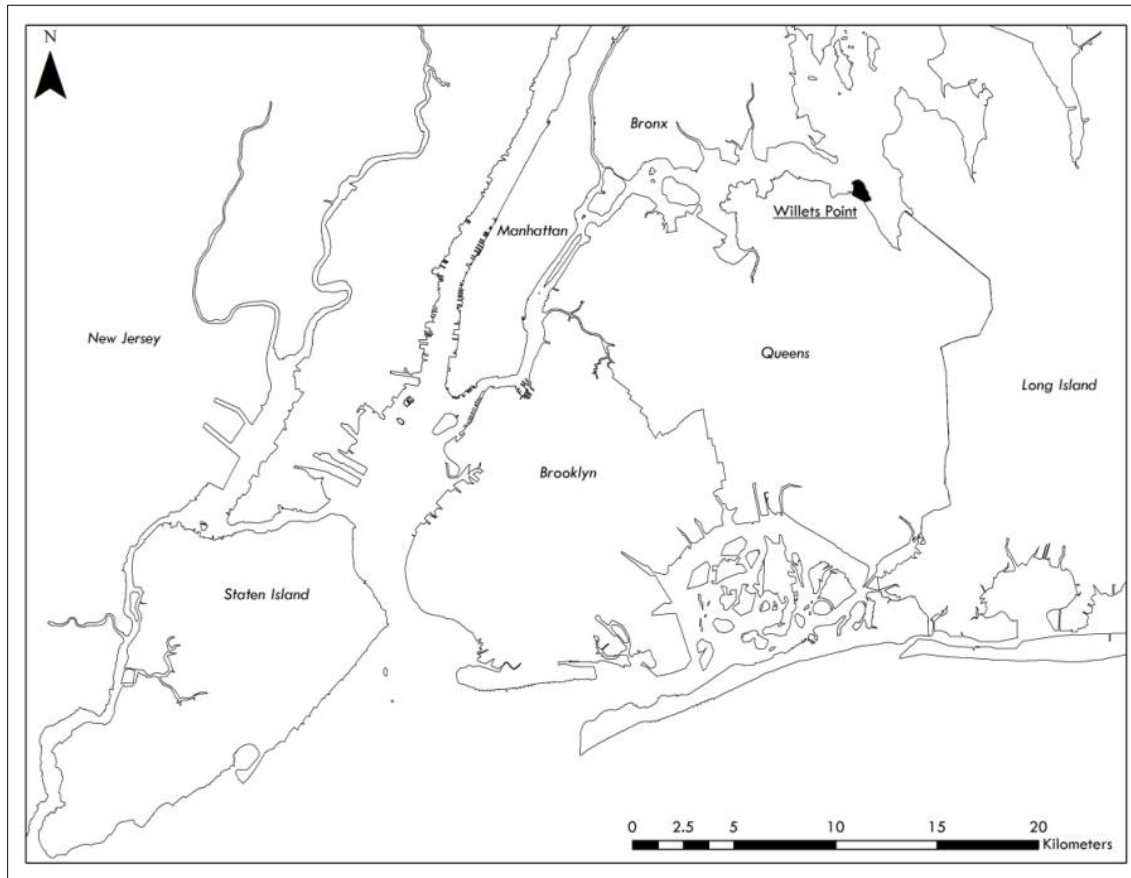 N
Bronx
Willets Point
Manhattan
New Jersey
Queens
Long Island
Brooklyn
Staten Island
0 2.5 5 10 15 20
Kilometers